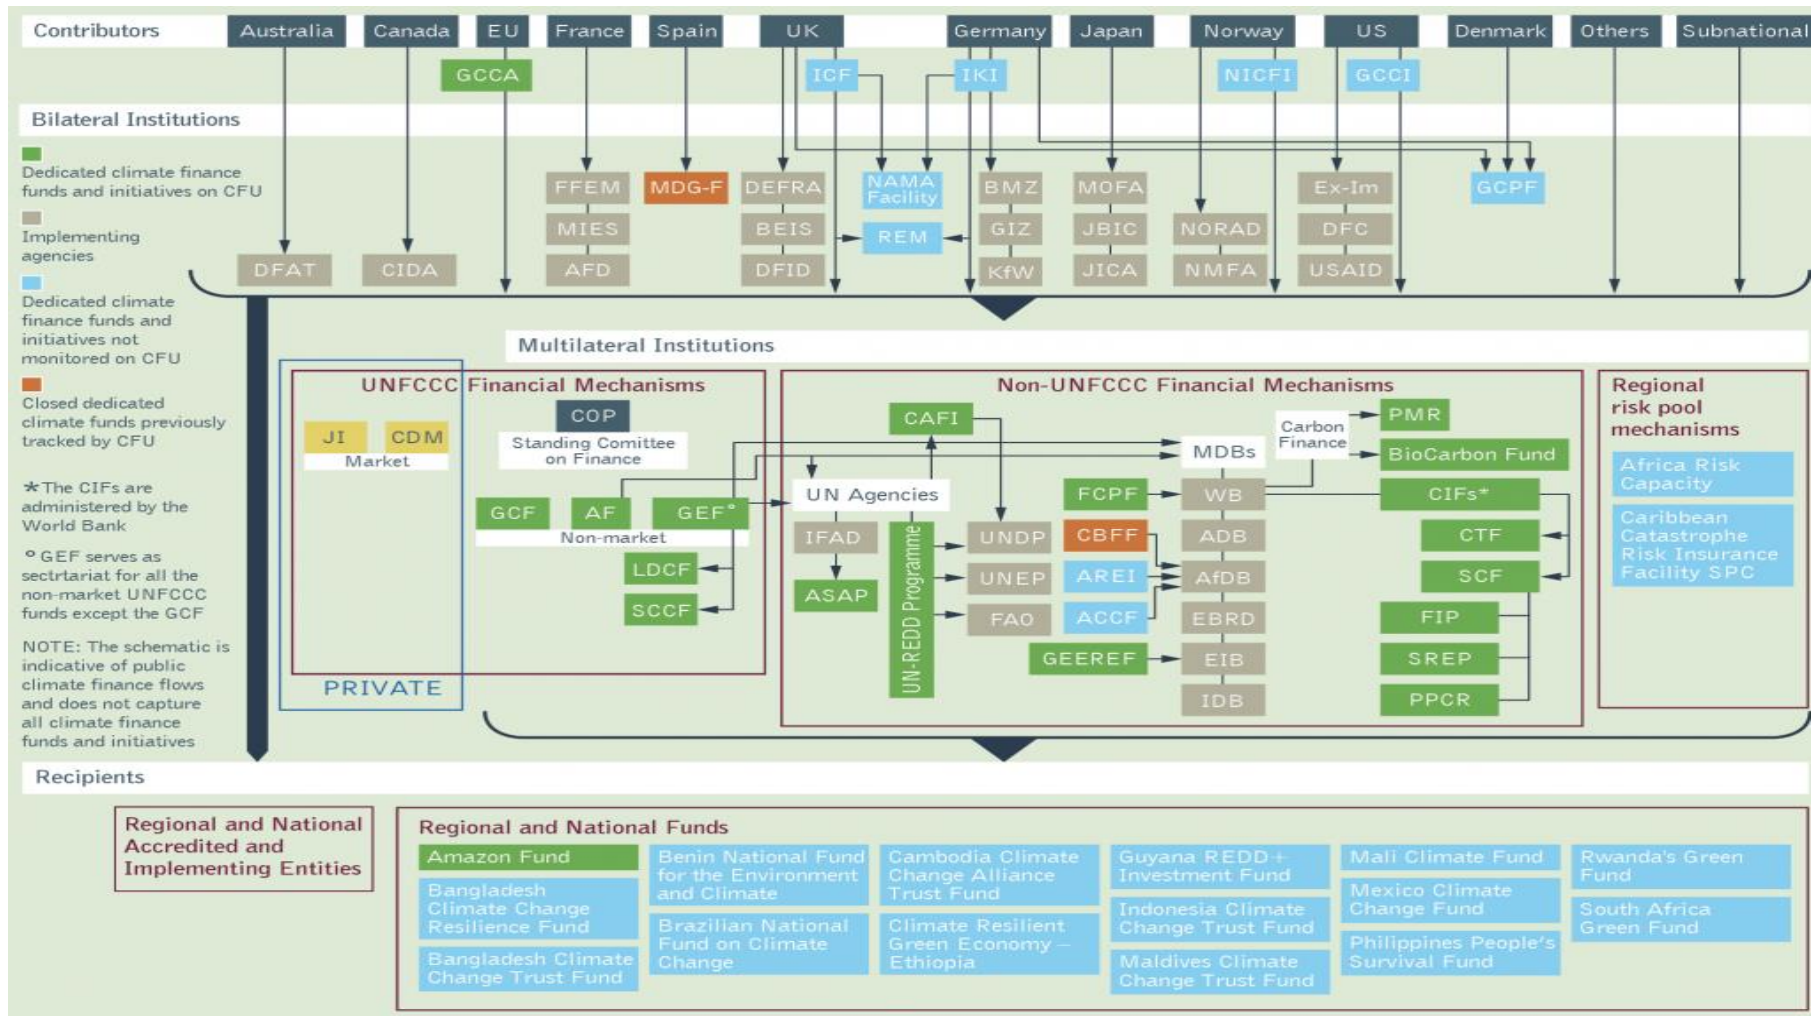 Contributors
Australia
Canada
EU
France
Spain
UK
Germany
Japan
Norway
US
Denmark
Others
Subnational
GCCA
ICF
IKI
NICFI
GCCI
Bilateral Institutions
Dedicated climate finance
funds and initiatives on CFU
Implementing
agencies
Dedicated climate
finance funds and
initiatives not
monitored on CFU
Closed dedicated
climate funds previously
tracked by CFU
*The CIFs are
administered by the
World Bank
° GEF serves as
sectrtariat for all the
non-market UNFCCC
funds except the GCF
NOTE: The schematic is
indicative of public
climate finance flows
and does not capture
all climate finance
funds and initiatives
DFAT
CIDA
FFEM
MIES
AFD
MDG-F
DEFRA
BEIS
DFID
NAMA
Facility
REM
BMZ
GIZ
KfW
MOFA
JBIC
JICA
NORAD
NMFA
Ex-Im
DFC
USAID
GCPF
Multilateral Institutions
UNFCCC Financial Mechanisms
JI
CDM
Market
PRIVATE
COP
Standing Comittee
on Finance
GCF
AF
GEF°
Non-market
LDCF
SCCF
Non-UNFCCC Financial Mechanisms
CAFI
UN Agencies
IFAD
ASAP
UN-REDD Programme
UNDP
UNEP
FAO
FCPF
CBFF
AREI
ACCF
GEEREF
MDBs
WB
ADB
AfDB
EBRD
EIB
IDB
Carbon
Finance
PMR
BioCarbon Fund
CIFs*
CTF
SCF
FIP
SREP
PPCR
Regional
risk pool
mechanisms
Africa Risk
Capacity
Caribbean
Catastrophe
Risk Insurance
Facility SPC
Recipients
Regional and National
Accredited and
Implementing Entities
Regional and National Funds
Amazon Fund
Bangladesh
Climate Change
Resilience Fund
Bangladesh Climate
Change Trust Fund
Benin National Fund
for the Environment
and Climate
Brazilian National
Fund on Climate
Change
Cambodia Climate
Change Alliance
Trust Fund
Climate Resilient
Green Economy –
Ethiopia
Guyana REDD+
Investment Fund
Indonesia Climate
Change Trust Fund
Maldives Climate
Change Trust Fund
Mali Climate Fund
Mexico Climate
Change Fund
Philippines People's
Survival Fund
Rwanda's Green
Fund
South Africa
Green Fund